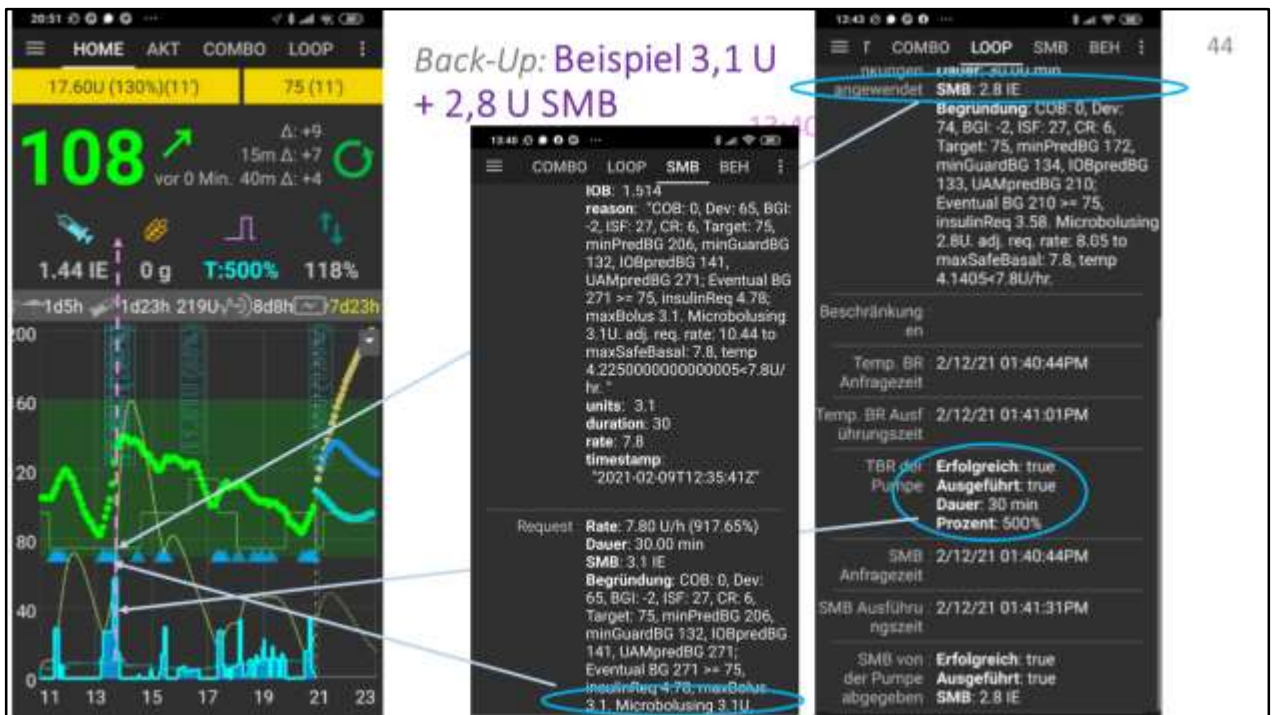 20:51
HOME AKT COMBO LOOP
17.60U (130%)(11') 75 (11')
108
Δ: +9
15m Δ: +7
vor 0 Min. 40m Δ: +4
1.44 IE 0 g T:500% 118%
1d5h 1d23h 219U 8d8h 7d23h
200
160
120
80
40
0
11 13 15 17 19 21 23
Back-Up: Beispiel 3,1 U
+ 2,8 U SMB
13:40
COMBO LOOP SMB BEH
IOB: 1.514
reason: "COB: 0, Dev: 65, BGI:
-2, ISF: 27, CR: 6, Target: 75,
minPredBG 206, minGuardBG
132, IOBpredBG 141,
UAMpredBG 271; Eventual BG
271 >= 75, insulinReq 4.78;
maxBolus 3.1. Microbolusing
3.1U. adj. req. rate: 10.44 to
maxSafeBasal: 7.8, temp
4.2250000000000005<7.8U/
hr. "
units: 3.1
duration: 30
rate: 7.8
timestamp:
"2021-02-09T12:35:41Z"
Request Rate: 7.80 U/h (917.65%)
Dauer: 30.00 min
SMB: 3.1 IE
Begründung: COB: 0, Dev:
65, BGI: -2, ISF: 27, CR: 6,
Target: 75, minPredBG 206,
minGuardBG 132, IOBpredBG
141, UAMpredBG 271;
Eventual BG 271 >= 75,
insulinReq 4.78; maxBolus
3.1. Microbolusing 3.1U.
12:43
COMBO LOOP SMB BEH
nkungen Dauer: 30.00 min
angewendet SMB: 2.8 IE
Begründung: COB: 0, Dev:
74, BGI: -2, ISF: 27, CR: 6,
Target: 75, minPredBG 172,
minGuardBG 134, IOBpredBG
133, UAMpredBG 210;
Eventual BG 210 >= 75,
insulinReq 3.58. Microbolusing
2.8U. adj. req. rate: 8.05 to
maxSafeBasal: 7.8, temp
4.1405<7.8U/hr.
Beschränkung
en
Temp. BR 2/12/21 01:40:44PM
Anfragezeit
Temp. BR Ausf 2/12/21 01:41:01PM
ührungszeit
TBR der Erfolgreich: true
Pumpe Ausgeführt: true
Dauer: 30 min
Prozent: 500%
SMB 2/12/21 01:40:44PM
Anfragezeit
SMB Ausführu 2/12/21 01:41:31PM
ngszeit
SMB von Erfolgreich: true
der Pumpe Ausgeführt: true
abgegeben SMB: 2.8 IE
44